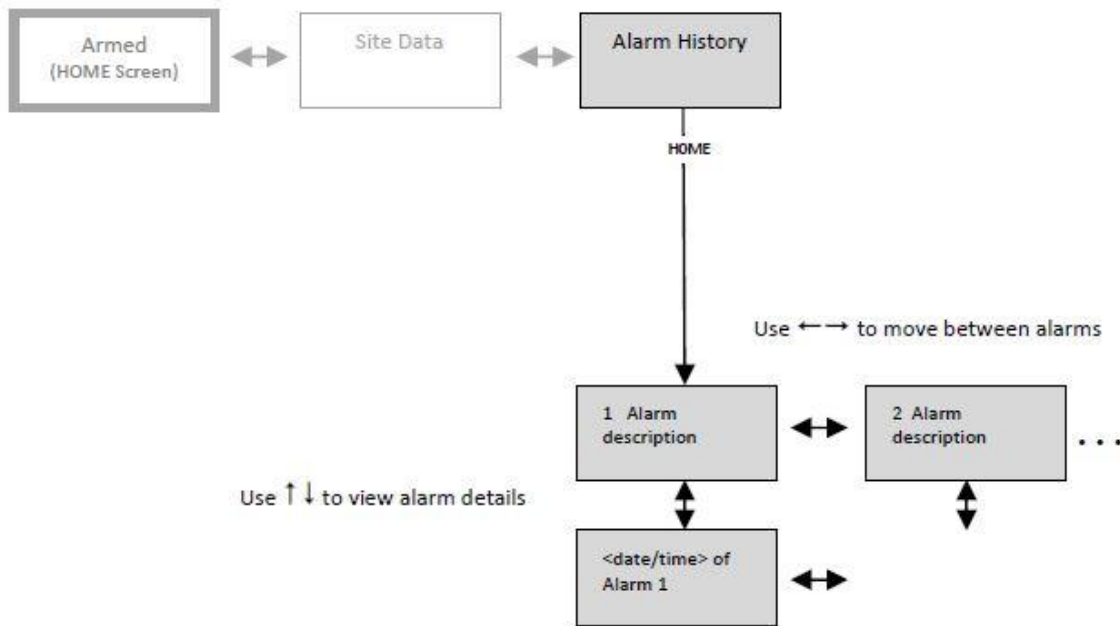 Armed
(HOME Screen)
Site Data
Alarm History
HOME
Use ←→ to move between alarms
1 Alarm
description
2 Alarm
description
...
Use ↑↓ to view alarm details
<date/time> of
Alarm 1